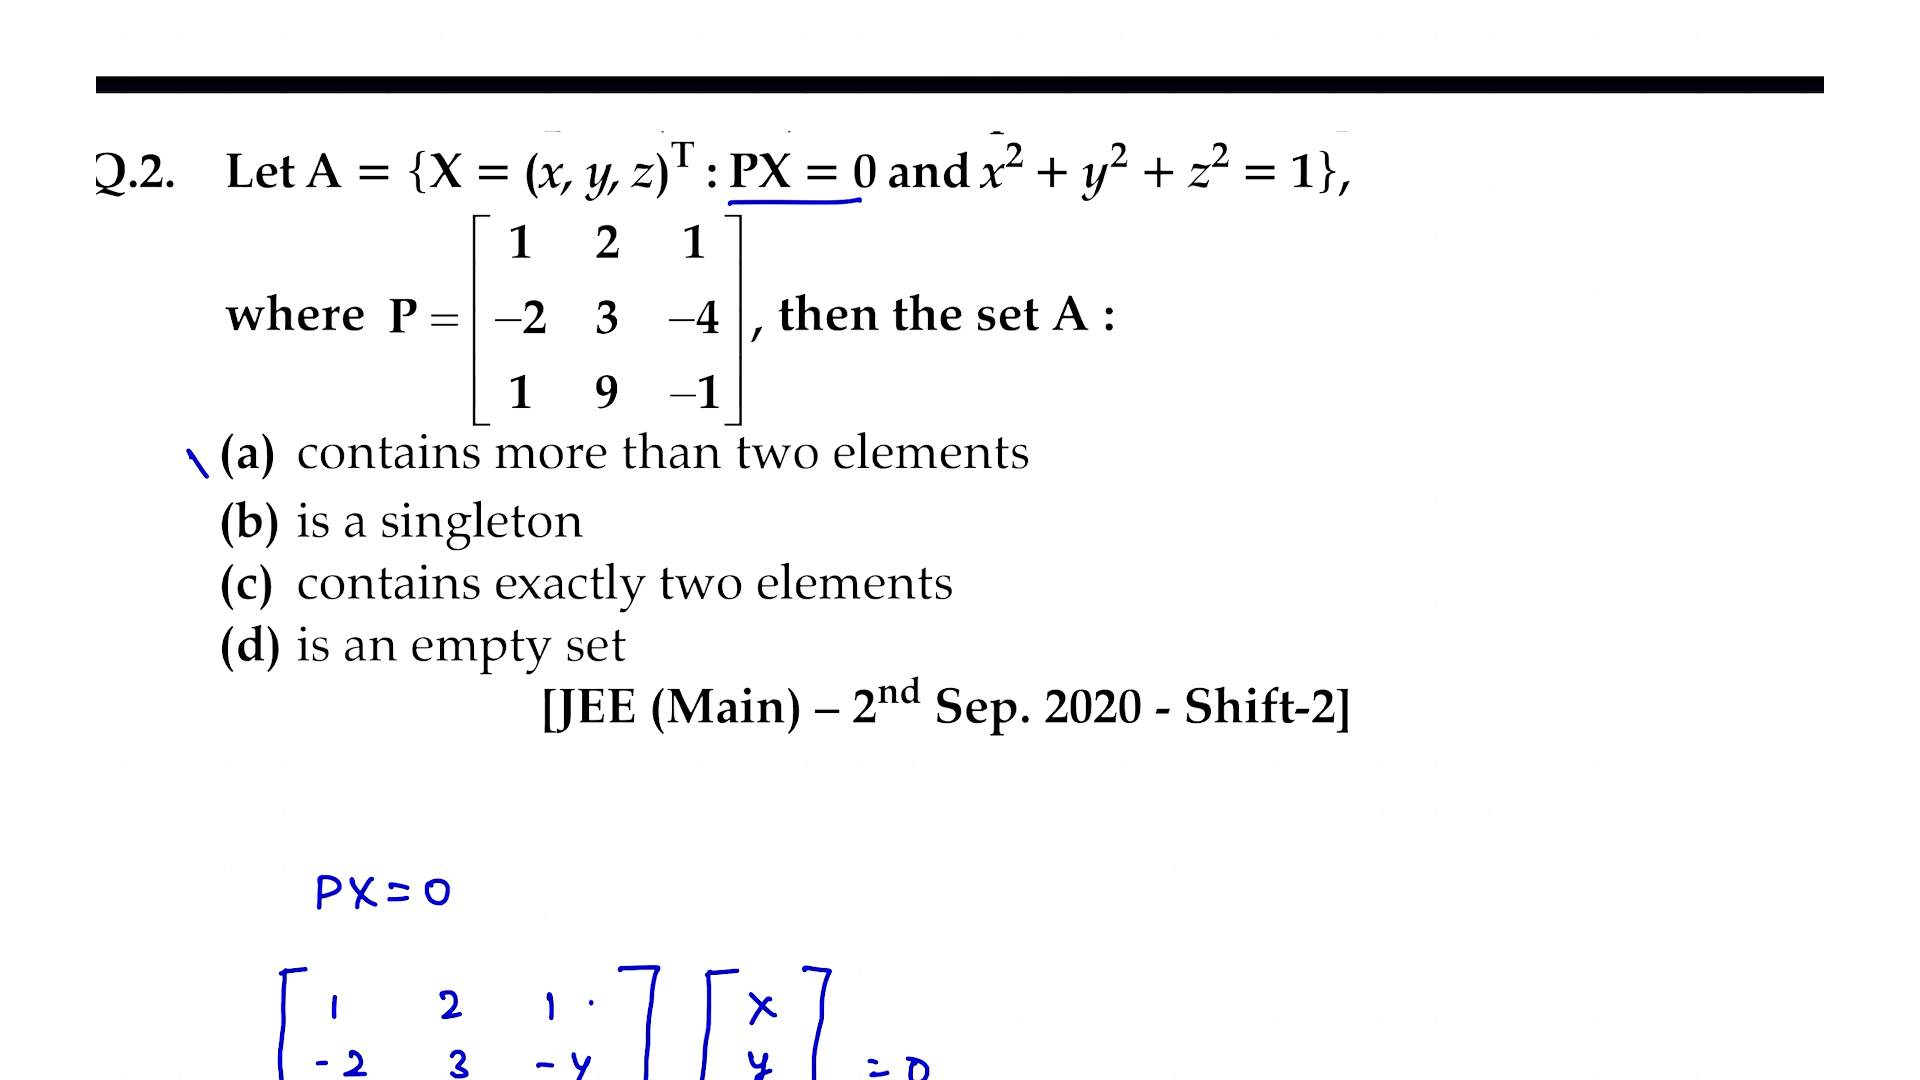 Q.2. Let A = {X = (x, y, z)ᵀ : PX = 0 and x² + y² + z² = 1},
1 2 1
where P = –2 3 –4 , then the set A :
1 9 –1
(a) contains more than two elements
(b) is a singleton
(c) contains exactly two elements
(d) is an empty set
[JEE (Main) – 2ⁿᵈ Sep. 2020 - Shift-2]
PX = 0
1 2 1 x
-2 3 -4 y = 0